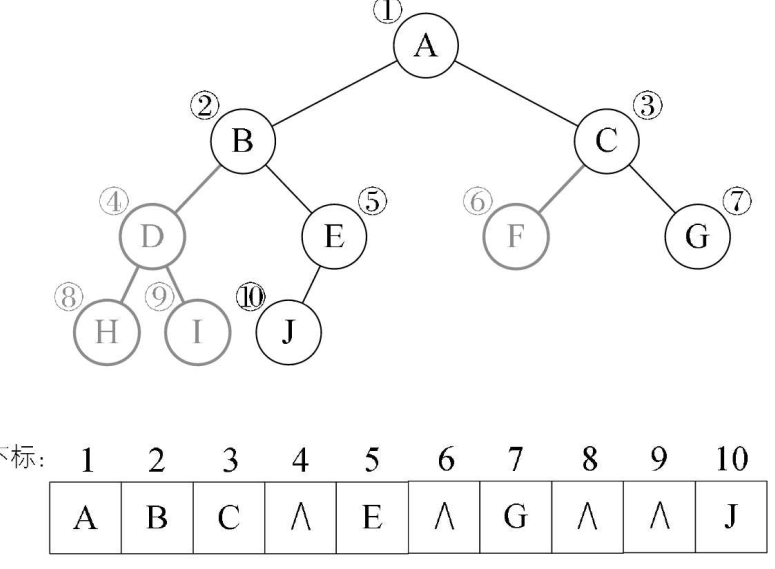 ①
A
② ③
B C
④ ⑤ ⑥ ⑦
D E F G
⑧ ⑨ ⑩
H I J
下标: 1 2 3 4 5 6 7 8 9 10
A B C ∧ E ∧ G ∧ ∧ J